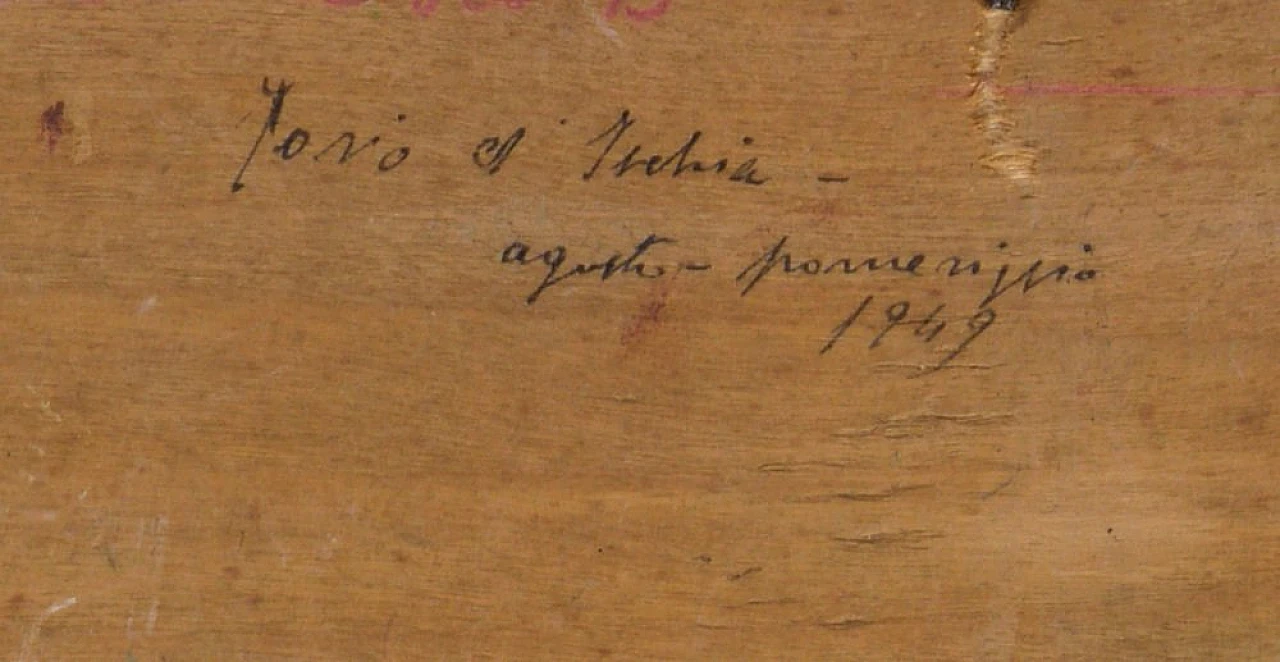 Forio d'Ischia -
agosto - pomeriggio
1949